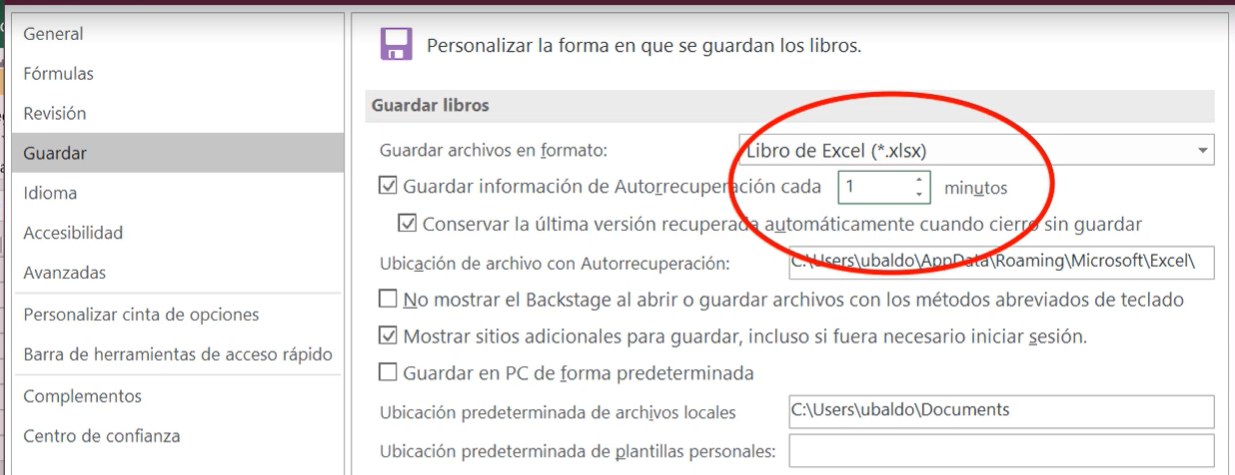 General
Fórmulas
Revisión
Guardar
Idioma
Accesibilidad
Avanzadas
Personalizar cinta de opciones
Barra de herramientas de acceso rápido
Complementos
Centro de confianza
Personalizar la forma en que se guardan los libros.
Guardar libros
Guardar archivos en formato: Libro de Excel (*.xlsx)
Guardar información de Autorrecuperación cada 1 minutos
Conservar la última versión recuperada automáticamente cuando cierro sin guardar
Ubicación de archivo con Autorrecuperación: C:\Users\ubaldo\AppData\Roaming\Microsoft\Excel\
No mostrar el Backstage al abrir o guardar archivos con los métodos abreviados de teclado
Mostrar sitios adicionales para guardar, incluso si fuera necesario iniciar sesión.
Guardar en PC de forma predeterminada
Ubicación predeterminada de archivos locales C:\Users\ubaldo\Documents
Ubicación predeterminada de plantillas personales: